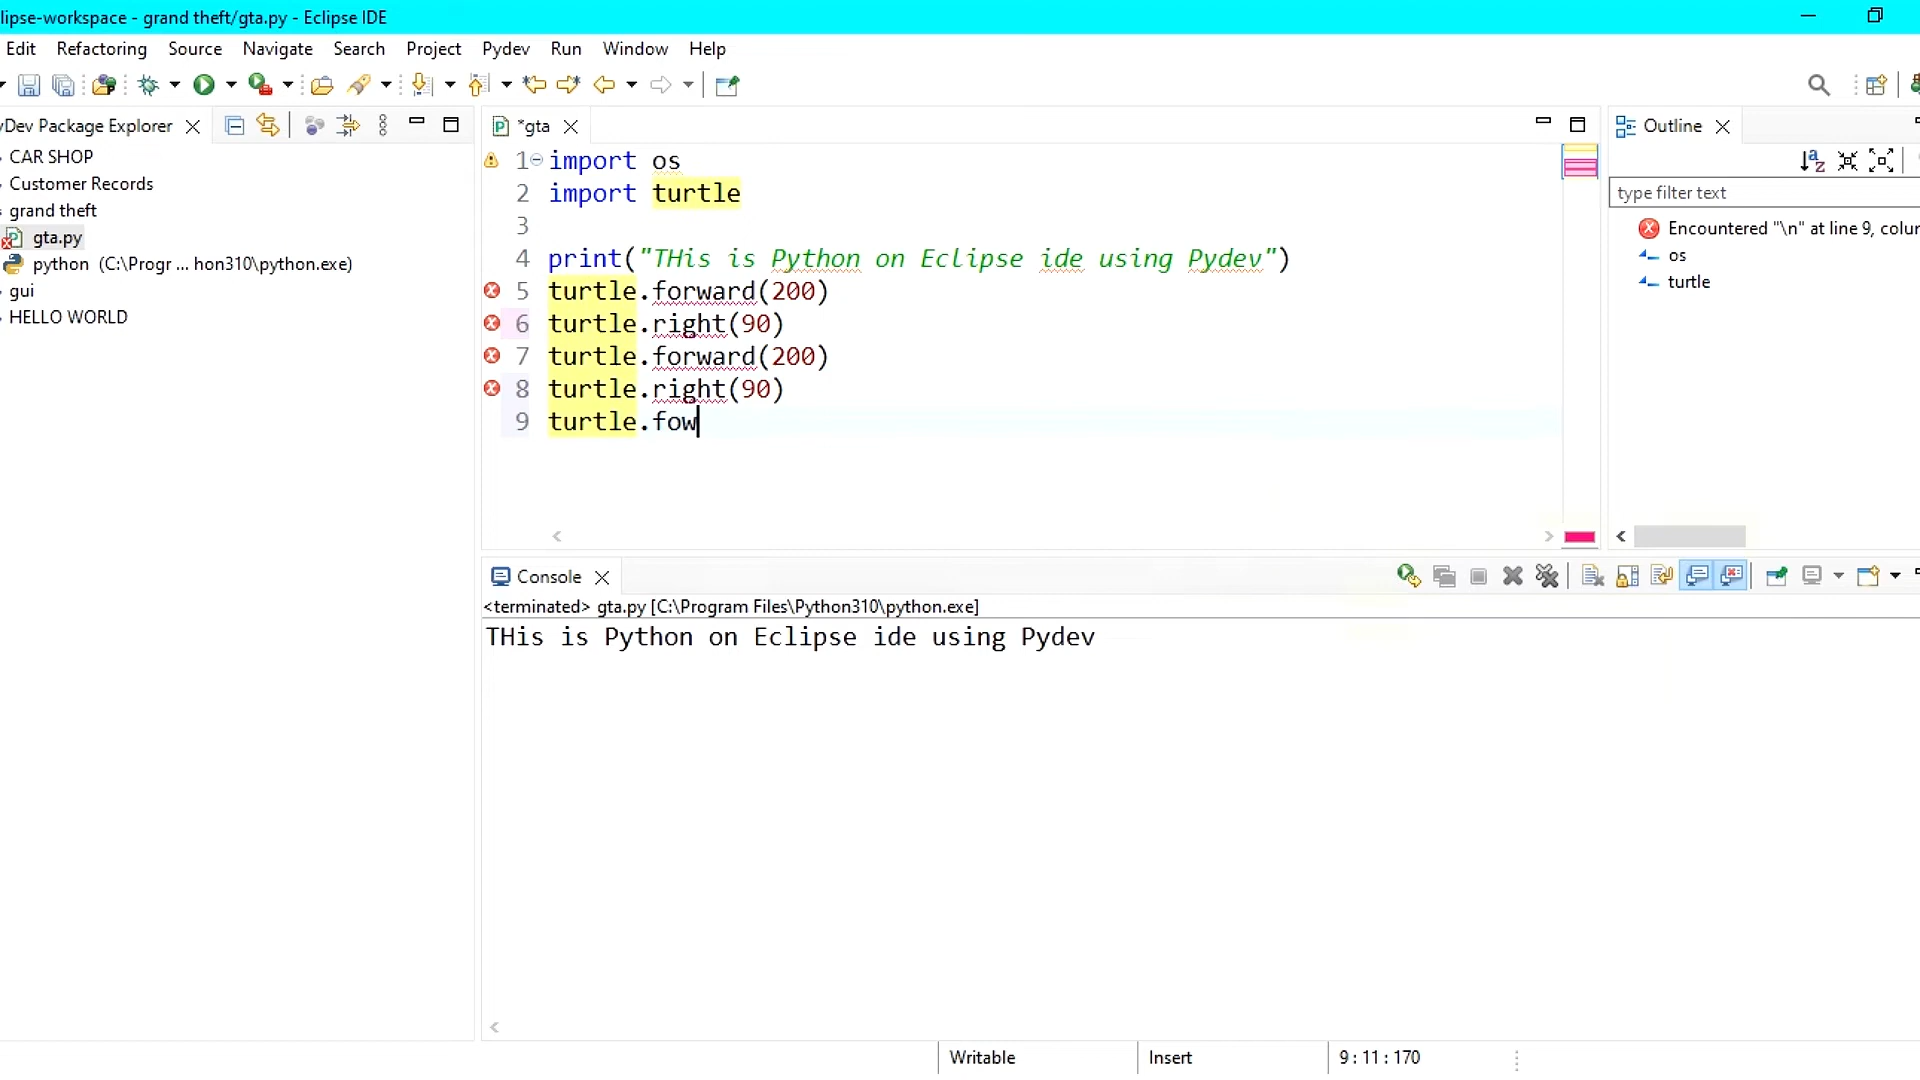 lipse-workspace - grand theft/gta.py - Eclipse IDE
Edit Refactoring Source Navigate Search Project Pydev Run Window Help
yDev Package Explorer
CAR SHOP
Customer Records
grand theft
gta.py
python (C:\Progr ... hon310\python.exe)
gui
HELLO WORLD
*gta
1 import os
2 import turtle
3
4 print("THis is Python on Eclipse ide using Pydev")
5 turtle.forward(200)
6 turtle.right(90)
7 turtle.forward(200)
8 turtle.right(90)
9 turtle.fow
Outline
type filter text
Encountered "\n" at line 9, colur
os
turtle
Console
<terminated> gta.py [C:\Program Files\Python310\python.exe]
THis is Python on Eclipse ide using Pydev
Writable Insert 9 : 11 : 170